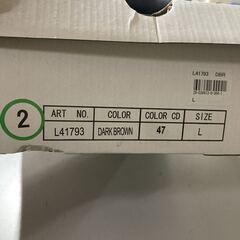 L41793 DBR
L
2
ART NO. COLOR COLOR CD SIZE
L41793 DARK BROWN 47 L